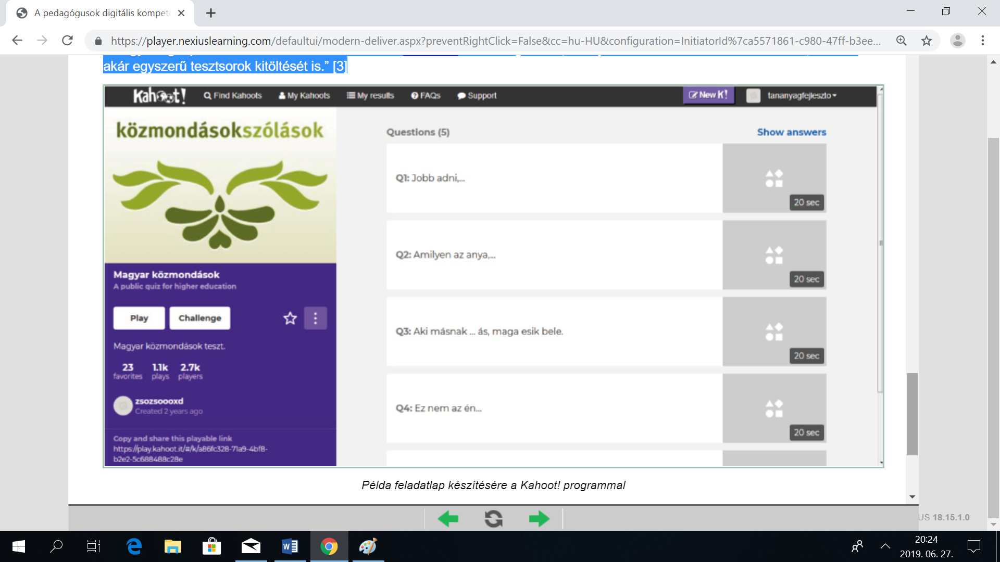 A pedagógusok digitális kompete
https://player.nexiuslearning.com/defaultui/modern-deliver.aspx?preventRightClick=False&cc=hu-HU&configuration=InitiatorId%7ca5571861-c980-47ff-b3ee...
akár egyszerű tesztsorok kitöltését is.” [3]
Kahoot! Find Kahoots My Kahoots My results FAQs Support New K! tananyagfejleszto
közmondásokszólások
Magyar közmondások
A public quiz for higher education
Play Challenge
Magyar közmondások teszt.
23 1.1k 2.7k
favorites plays players
zsozsoooxd
Created 2 years ago
Copy and share this playable link
https://play.kahoot.it/#/k/a86fc328-71a9-4bf8-
b2e2-5c688488c28e
Questions (5) Show answers
Q1: Jobb adni,...
20 sec
Q2: Amilyen az anya,...
20 sec
Q3: Aki másnak ... ás, maga esik bele.
20 sec
Q4: Ez nem az én...
20 sec
Példa feladatlap készítésére a Kahoot! programmal
US 18.15.1.0
20:24
2019. 06. 27.